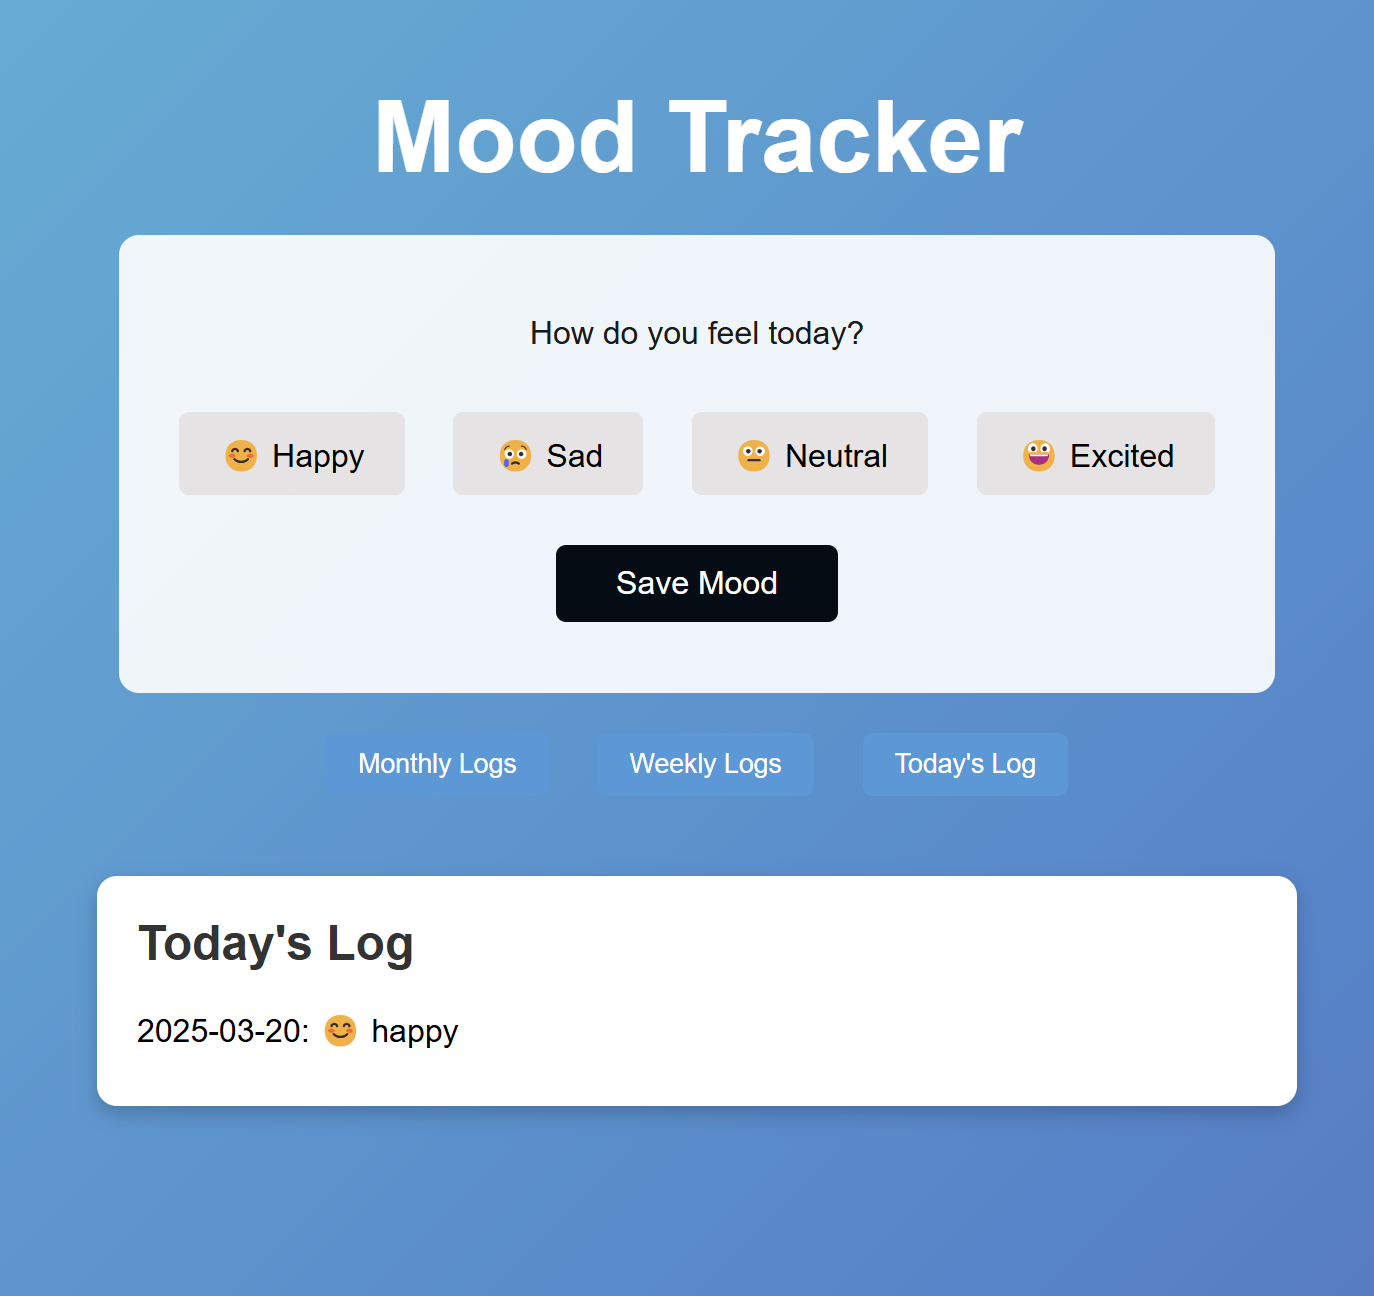 Mood Tracker
How do you feel today?
😊 Happy 😢 Sad 😐 Neutral 😃 Excited
Save Mood
Monthly Logs Weekly Logs Today's Log
Today's Log
2025-03-20: 😊 happy